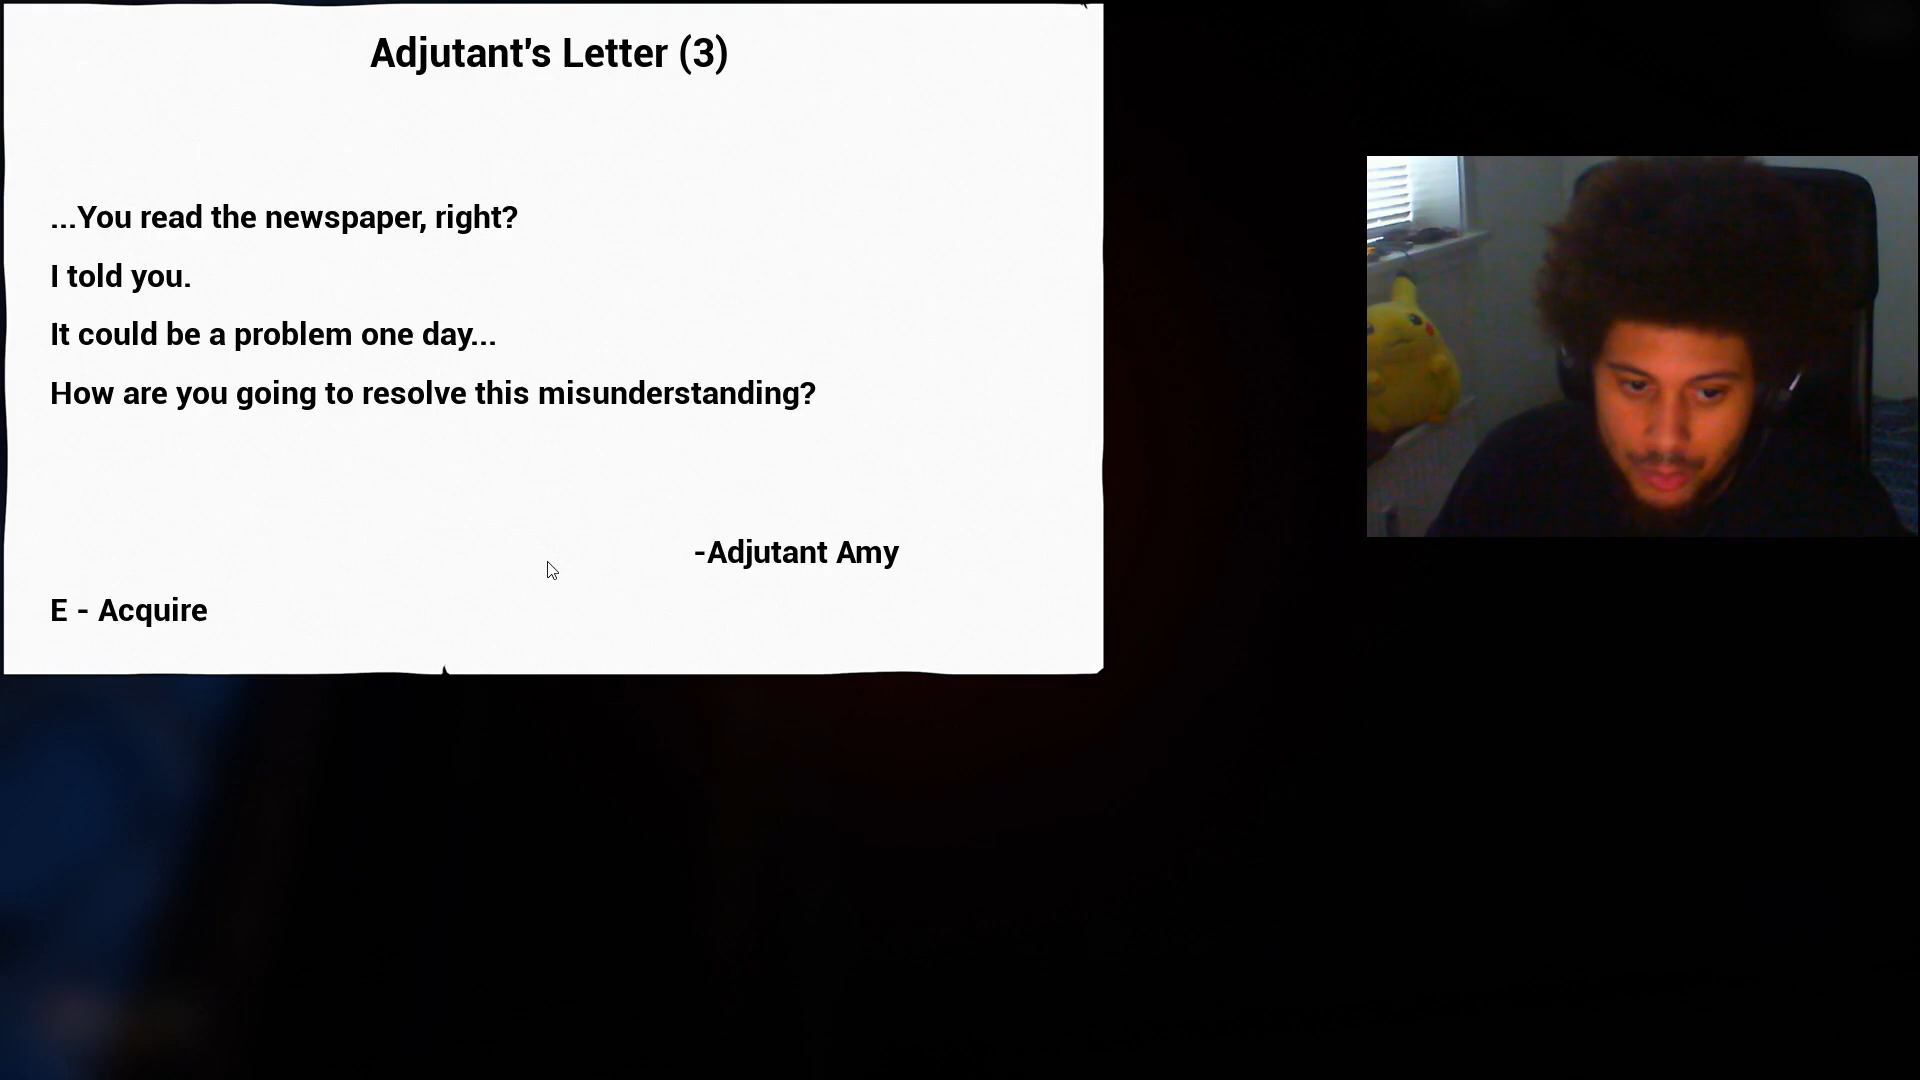 Adjutant's Letter (3)
...You read the newspaper, right?
I told you.
It could be a problem one day...
How are you going to resolve this misunderstanding?
-Adjutant Amy
E - Acquire